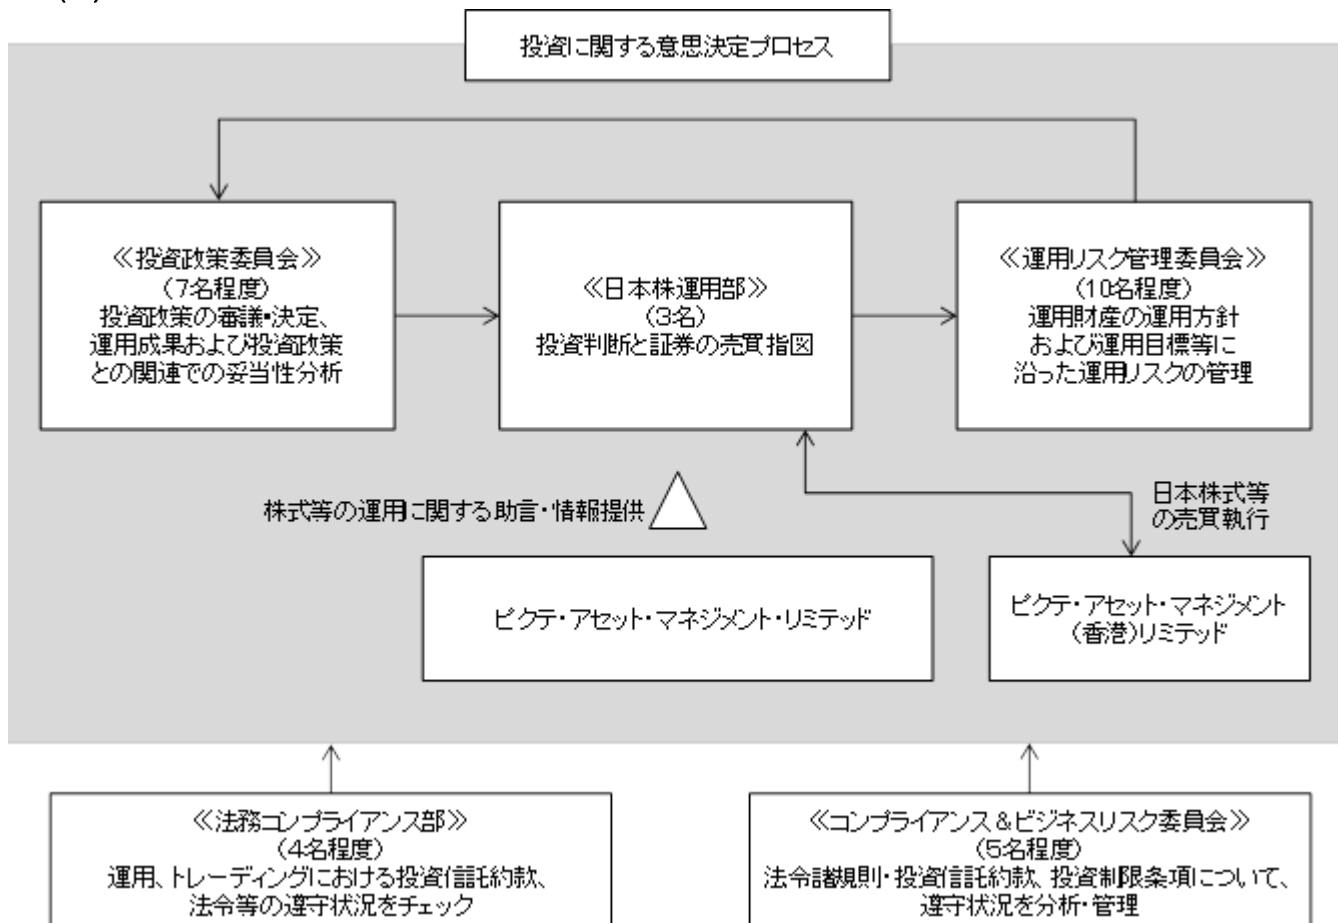 投資に関する意思決定プロセス
≪投資政策委員会≫
(7名程度)
投資政策の審議・決定、
運用成果および投資政策
との関連での妥当性分析
≪日本株運用部≫
(3名)
投資判断と証券の売買指図
≪運用リスク管理委員会≫
(10名程度)
運用財産の運用方針
および運用目標等に
沿った運用リスクの管理
株式等の運用に関する助言・情報提供
日本株式等
の売買執行
ピクテ・アセット・マネジメント・リミテッド
ピクテ・アセット・マネジメント
(香港)リミテッド
≪法務コンプライアンス部≫
(4名程度)
運用、トレーディングにおける投資信託約款、
法令等の遵守状況をチェック
≪コンプライアンス&ビジネスリスク委員会≫
(5名程度)
法令諸規則・投資信託約款、投資制限条項について、
遵守状況を分析・管理